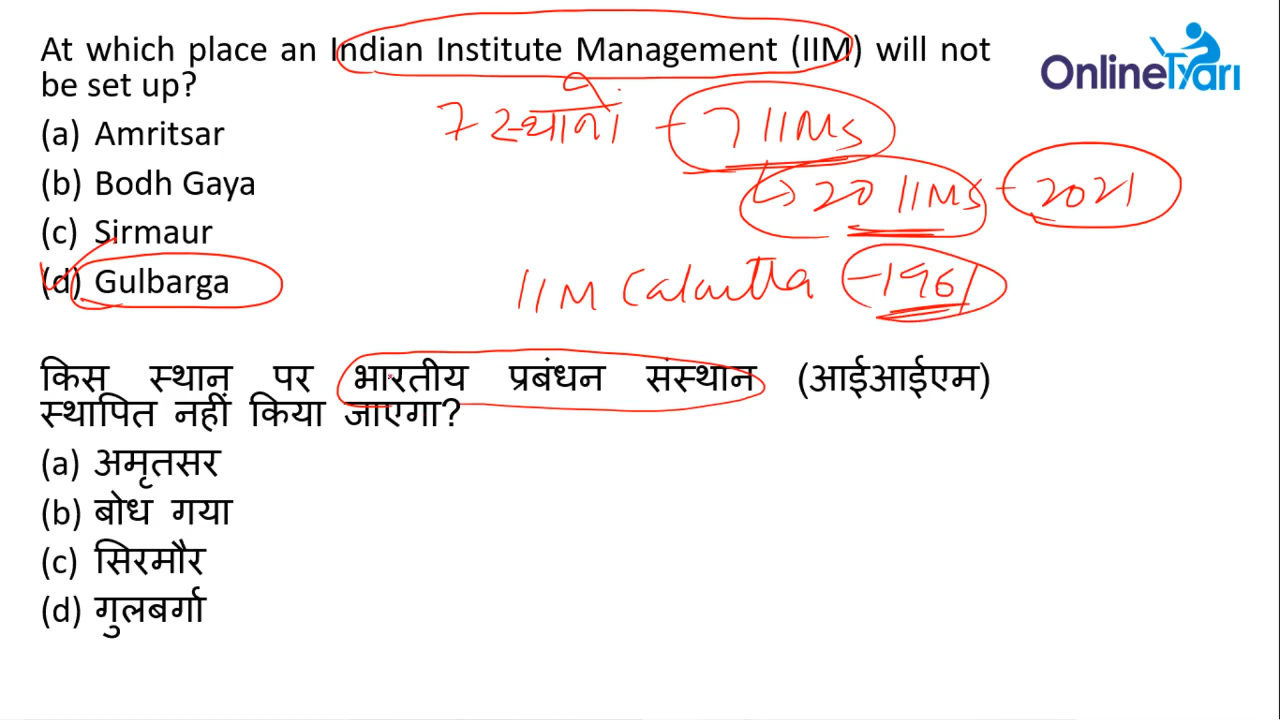 At which place an Indian Institute Management (IIM) will not
be set up?
OnlineTyari
(a) Amritsar
7 स्थानों - 7 IIMs
(b) Bodh Gaya
↳ 20 IIMs - 2021
(c) Sirmaur
(d) Gulbarga
IIM Calcutta - 1961
किस स्थान पर भारतीय प्रबंधन संस्थान (आईआईएम)
स्थापित नहीं किया जाएगा?
(a) अमृतसर
(b) बोध गया
(c) सिरमौर
(d) गुलबर्गा